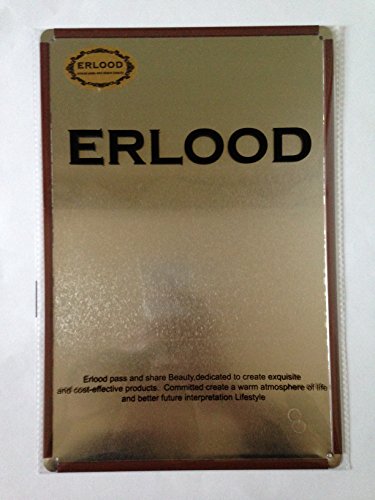 ERLOOD
ERLOOD
Erlood pass and share Beauty,dedicated to create exquisite
and cost-effective products. Committed create a warm atmosphere of life
and better future interpretation Lifestyle
8